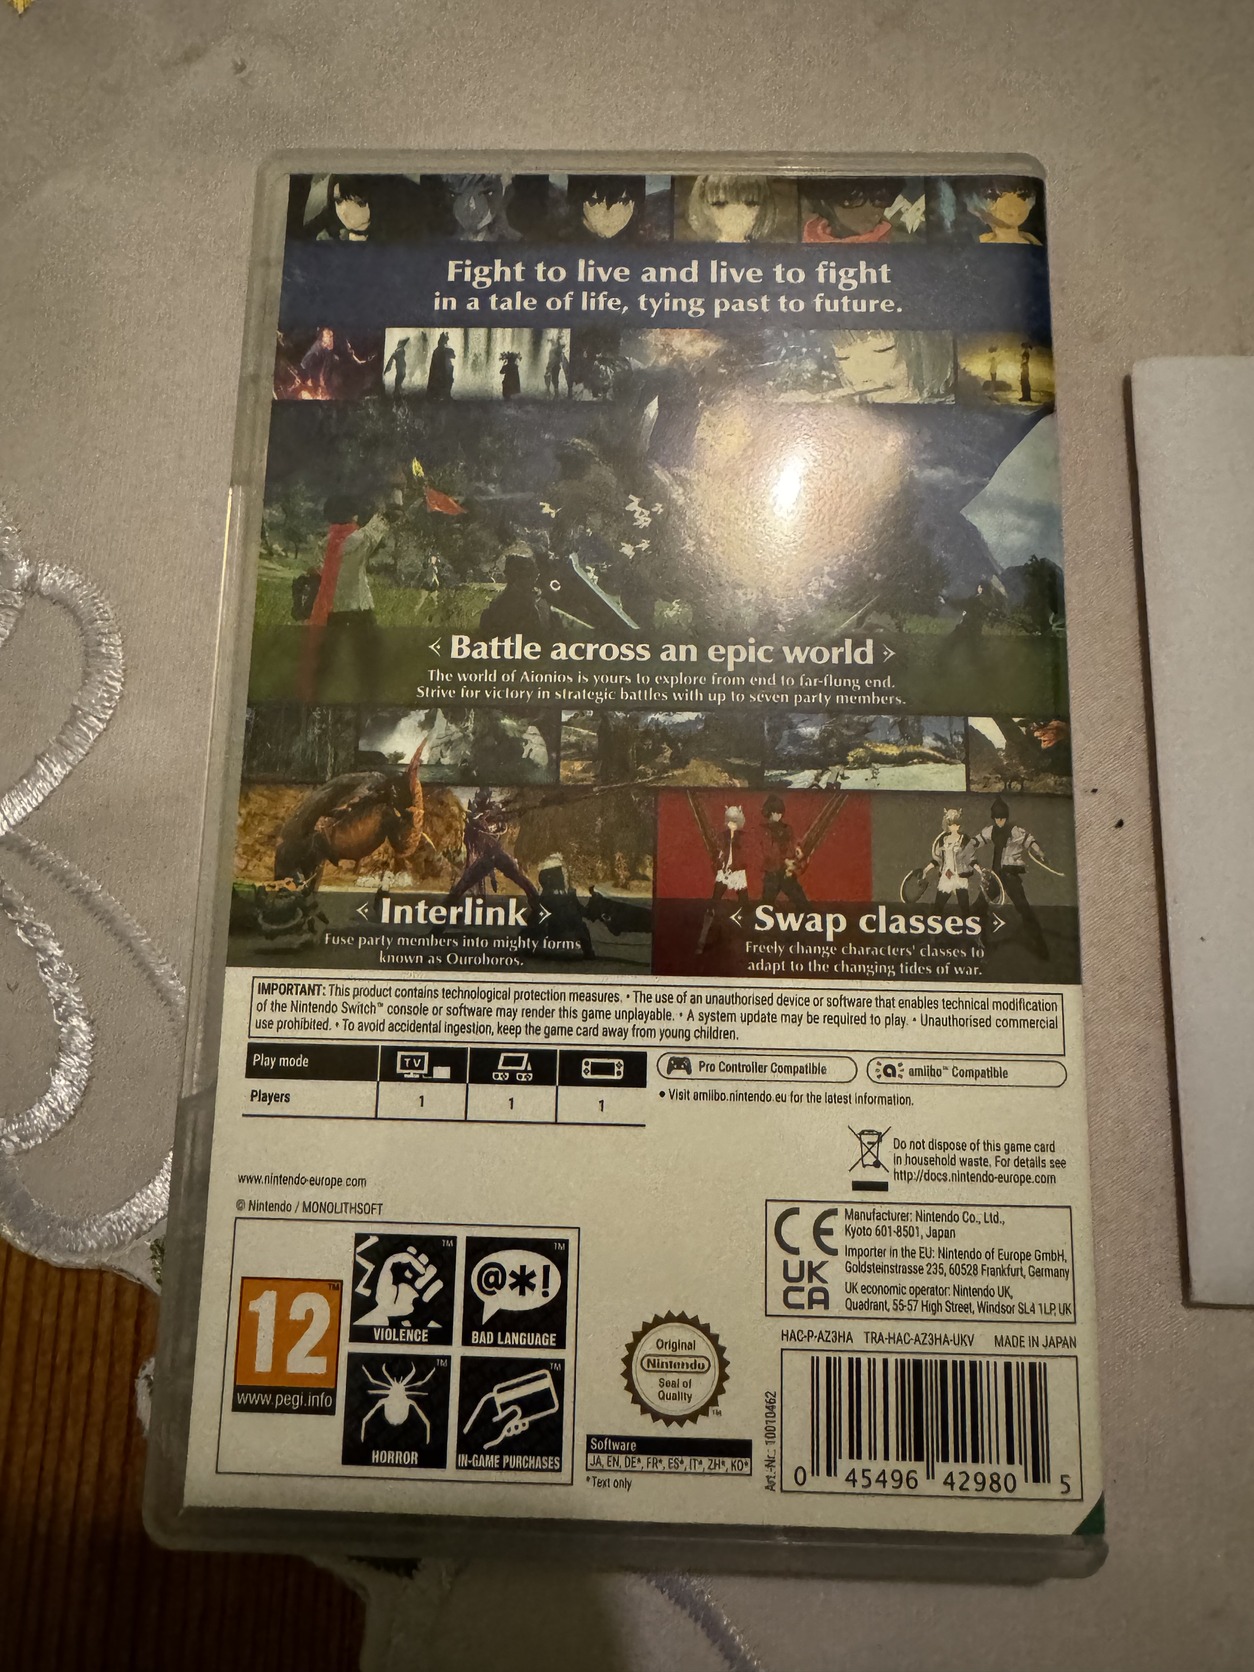 Fight to live and live to fight
in a tale of life, tying past to future.
Battle across an epic world
The world of Aionios is yours to explore from end to far-flung end.
Strive for victory in strategic battles with up to seven party members.
Interlink
Fuse party members into mighty forms
known as Ouroboros.
Swap classes
Freely change characters' classes to
adapt to the changing tides of war.
IMPORTANT: This product contains technological protection measures. • The use of an unauthorised device or software that enables technical modification
of the Nintendo Switch™ console or software may render this game unplayable. • A system update may be required to play. • Unauthorised commercial
use prohibited. • To avoid accidental ingestion, keep the game card away from young children.
Play mode
TV
Players
1
1
1
Pro Controller Compatible
amiibo™ Compatible
• Visit amiibo.nintendo.eu for the latest information.
Do not dispose of this game card
in household waste. For details see
http://docs.nintendo-europe.com
www.nintendo-europe.com
© Nintendo / MONOLITHSOFT
12
www.pegi.info
VIOLENCE
@*!
BAD LANGUAGE
HORROR
IN-GAME PURCHASES
Original
Nintendo
Seal of
Quality
Software
JA, EN, DE*, FR*, ES*, IT*, ZH*, KO*
*Text only
CE
UK
CA
Manufacturer: Nintendo Co., Ltd.,
Kyoto 601-8501, Japan
Importer in the EU: Nintendo of Europe GmbH,
Goldsteinstrasse 235, 60528 Frankfurt, Germany
UK economic operator: Nintendo UK,
Quadrant, 55-57 High Street, Windsor SL4 1LP, UK
HAC-P-AZ3HA TRA-HAC-AZ3HA-UKV MADE IN JAPAN
Art.-Nr.: 10010462
0 45496 42980 5